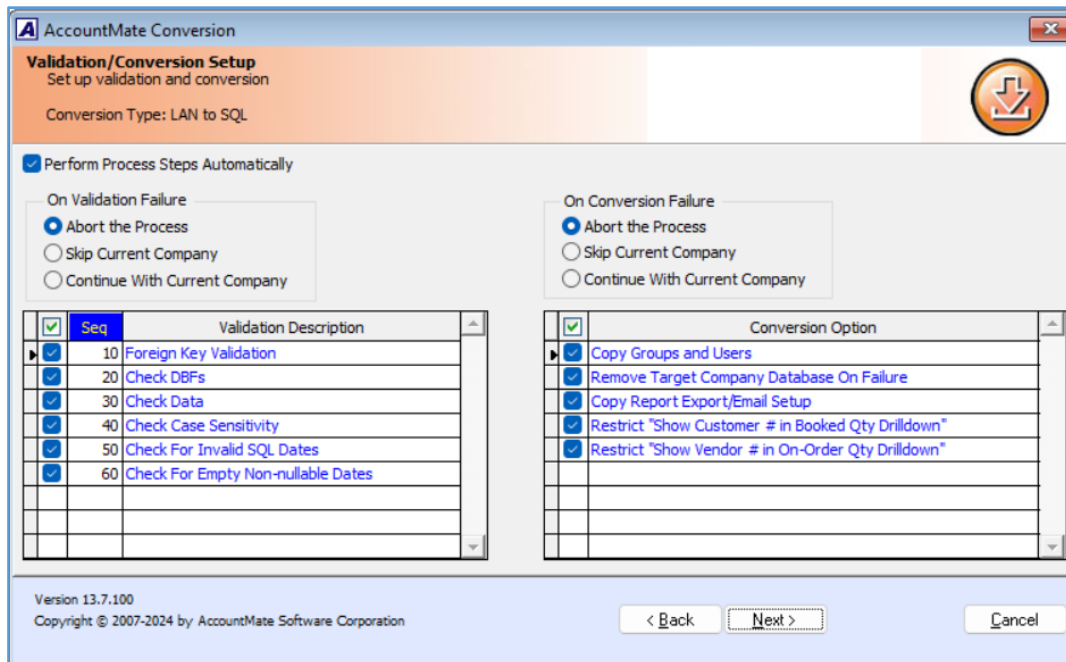 AccountMate Conversion
Validation/Conversion Setup
Set up validation and conversion
Conversion Type: LAN to SQL
Perform Process Steps Automatically
On Validation Failure
Abort the Process
Skip Current Company
Continue With Current Company
On Conversion Failure
Abort the Process
Skip Current Company
Continue With Current Company
Seq Validation Description
10 Foreign Key Validation
20 Check DBFs
30 Check Data
40 Check Case Sensitivity
50 Check For Invalid SQL Dates
60 Check For Empty Non-nullable Dates
Conversion Option
Copy Groups and Users
Remove Target Company Database On Failure
Copy Report Export/Email Setup
Restrict "Show Customer # in Booked Qty Drilldown"
Restrict "Show Vendor # in On-Order Qty Drilldown"
Version 13.7.100
Copyright © 2007-2024 by AccountMate Software Corporation
< Back Next > Cancel